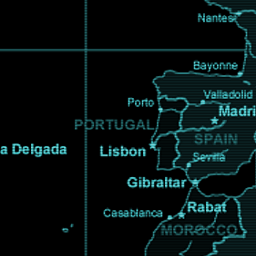 Nantes
Bayonne
Valladolid
Porto
Madri
PORTUGAL
SPAIN
a Delgada
Lisbon
Sevilla
Gibraltar
Rabat
Casablanca
MOROCCO